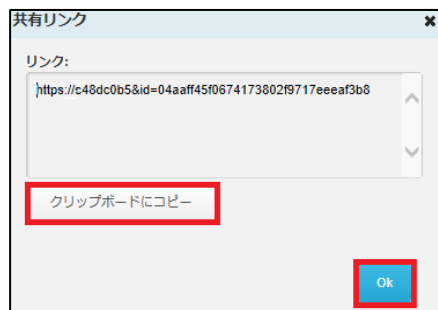 共有リンク
リンク:
https://c48dc0b5&id=04aaff45f0674173802f9717eeeaf3b8
クリップボードにコピー
Ok